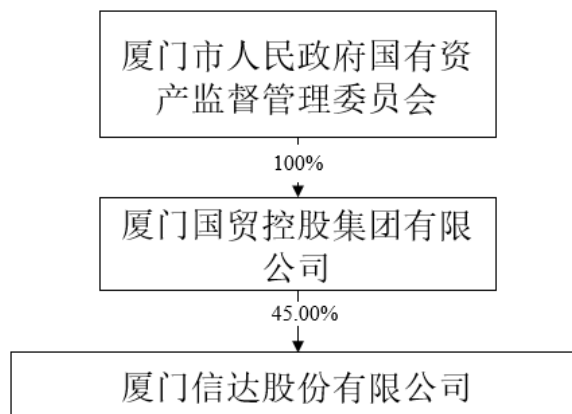 厦门市人民政府国有资
产监督管理委员会
100%
厦门国贸控股集团有限
公司
45.00%
厦门信达股份有限公司